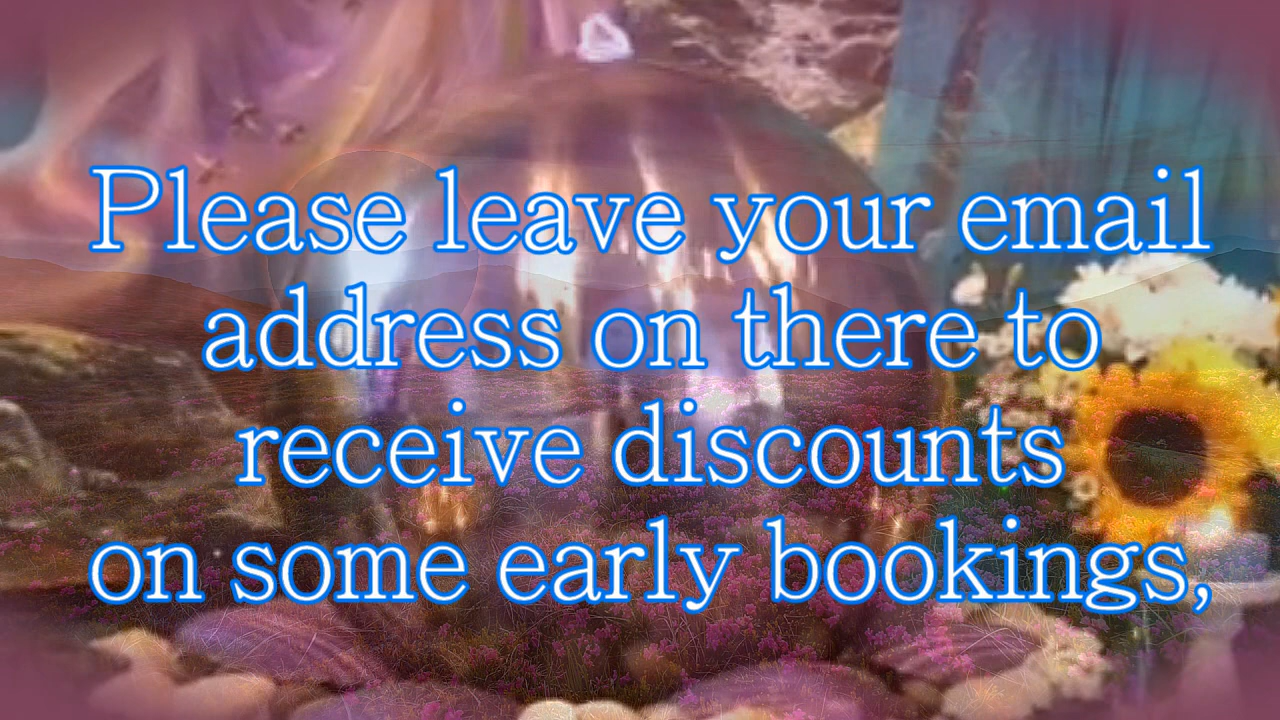 Please leave your email
address on there to
receive discounts
on some early bookings,